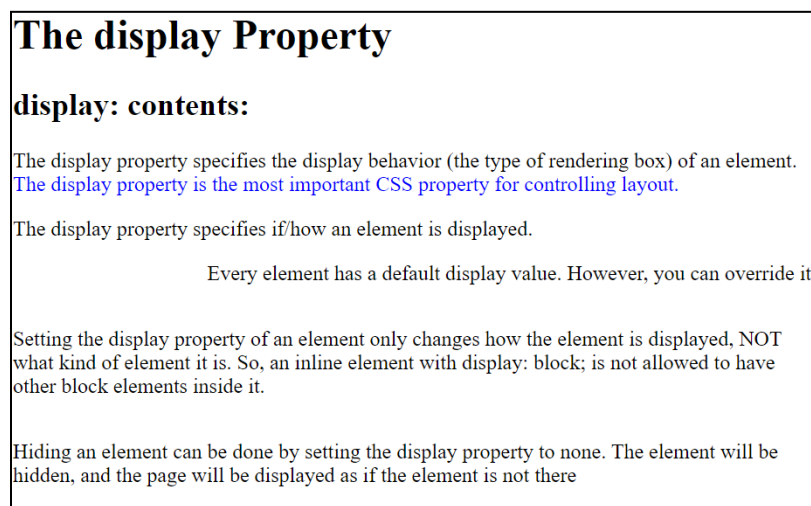 The display Property
display: contents:
The display property specifies the display behavior (the type of rendering box) of an element.
The display property is the most important CSS property for controlling layout.
The display property specifies if/how an element is displayed.
Every element has a default display value. However, you can override it
Setting the display property of an element only changes how the element is displayed, NOT
what kind of element it is. So, an inline element with display: block; is not allowed to have
other block elements inside it.
Hiding an element can be done by setting the display property to none. The element will be
hidden, and the page will be displayed as if the element is not there